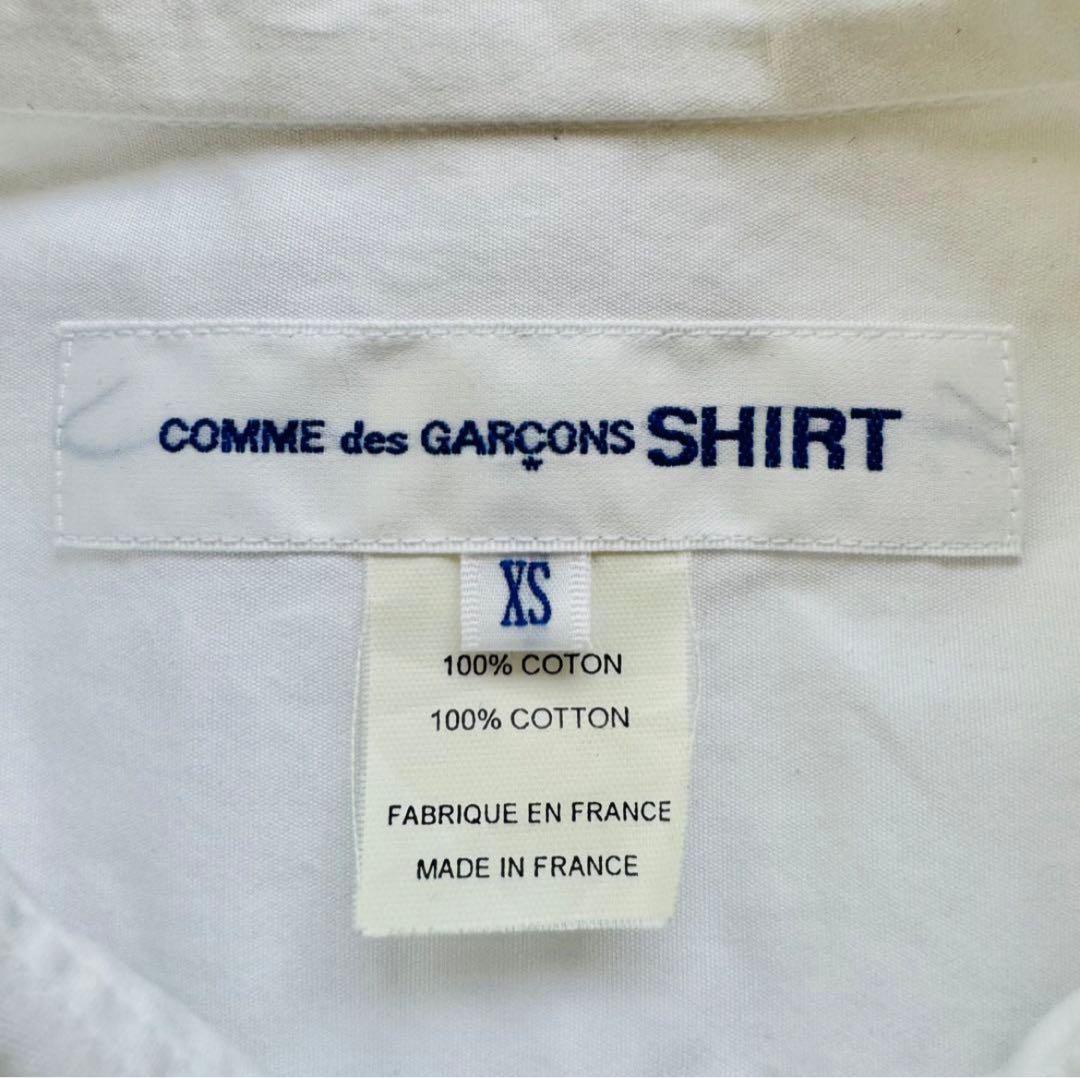 COMME des GARÇONS SHIRT
XS
100% COTON
100% COTTON
FABRIQUE EN FRANCE
MADE IN FRANCE